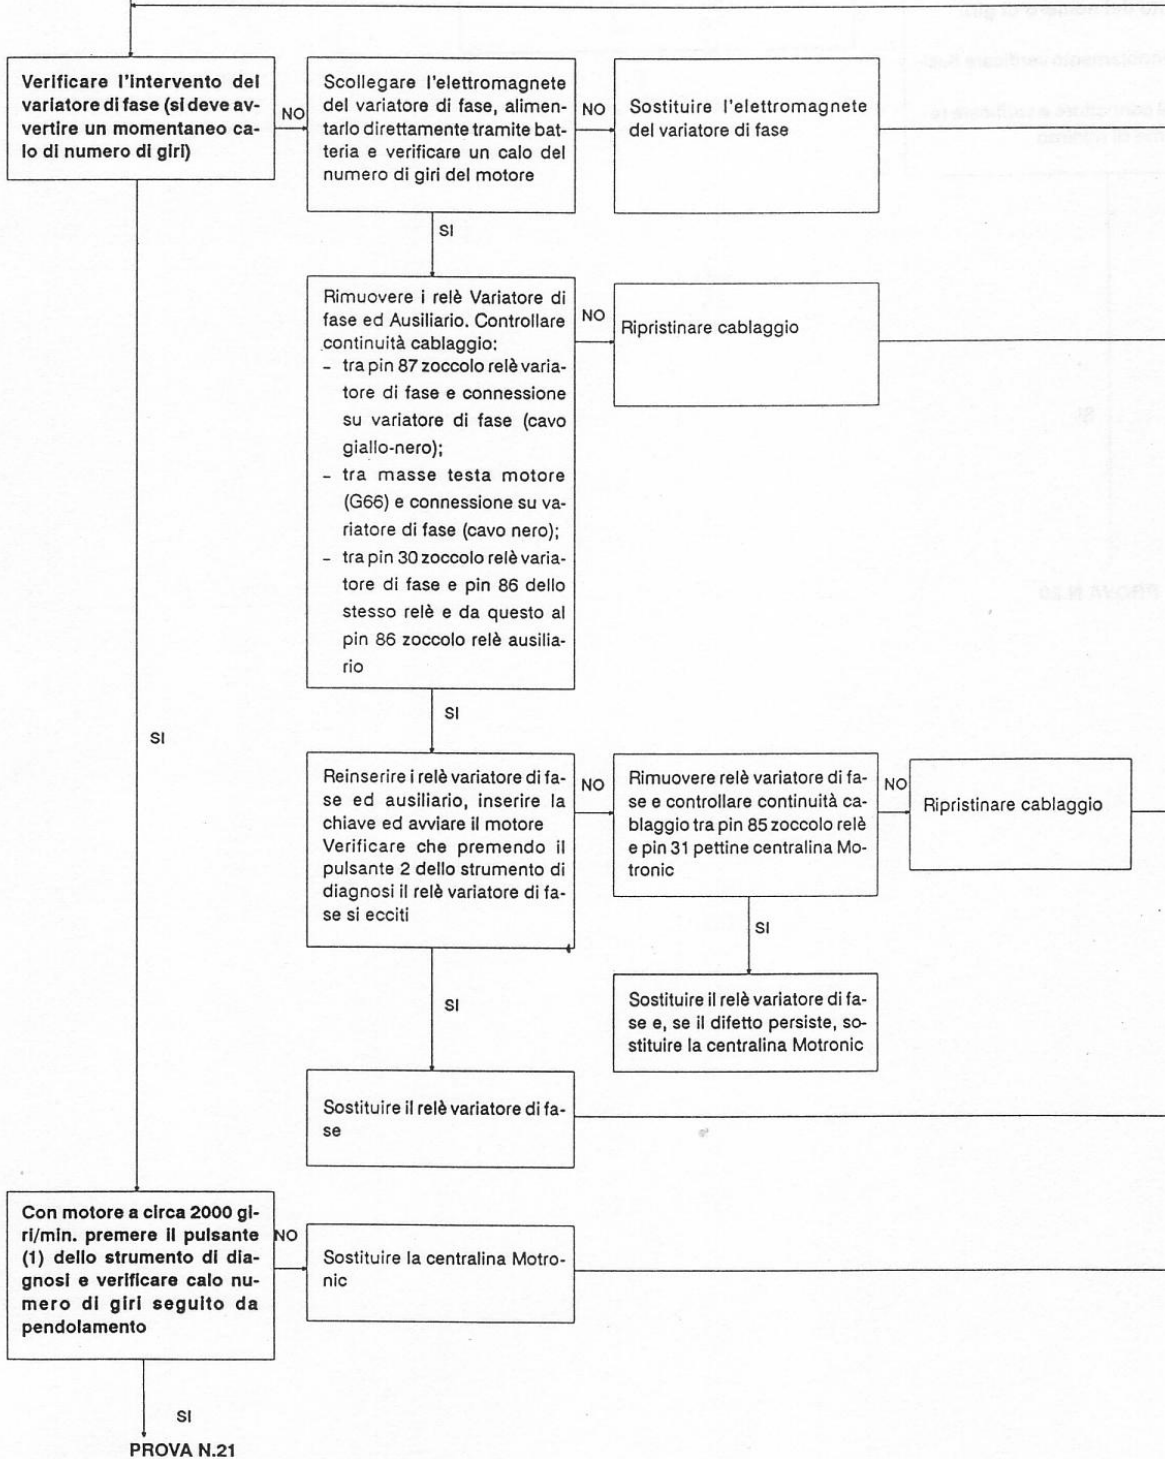 Verificare l'intervento del
variatore di fase (si deve av-
vertire un momentaneo ca-
lo di numero di giri)
NO
Scollegare l'elettromagnete
del variatore di fase, alimen-
tarlo direttamente tramite bat-
teria e verificare un calo del
numero di giri del motore
NO
Sostituire l'elettromagnete
del variatore di fase
SI
Rimuovere i relè Variatore di
fase ed Ausiliario. Controllare
continuità cablaggio:
- tra pin 87 zoccolo relè varia-
tore di fase e connessione
su variatore di fase (cavo
giallo-nero);
- tra masse testa motore
(G66) e connessione su va-
riatore di fase (cavo nero);
- tra pin 30 zoccolo relè varia-
tore di fase e pin 86 dello
stesso relè e da questo al
pin 86 zoccolo relè ausilia-
rio
NO
Ripristinare cablaggio
SI
SI
Reinserire i relè variatore di fa-
se ed ausiliario, inserire la
chiave ed avviare il motore
Verificare che premendo il
pulsante 2 dello strumento di
diagnosi il relè variatore di fa-
se si ecciti
NO
Rimuovere relè variatore di fa-
se e controllare continuità ca-
blaggio tra pin 85 zoccolo relè
e pin 31 pettine centralina Mo-
tronic
NO
Ripristinare cablaggio
SI
Sostituire il relè variatore di fa-
se e, se il difetto persiste, so-
stituire la centralina Motronic
SI
Sostituire il relè variatore di fa-
se
Con motore a circa 2000 gi-
ri/min. premere il pulsante
(1) dello strumento di dia-
gnosi e verificare calo nu-
mero di giri seguito da
pendolamento
NO
Sostituire la centralina Motro-
nic
SI
PROVA N.21